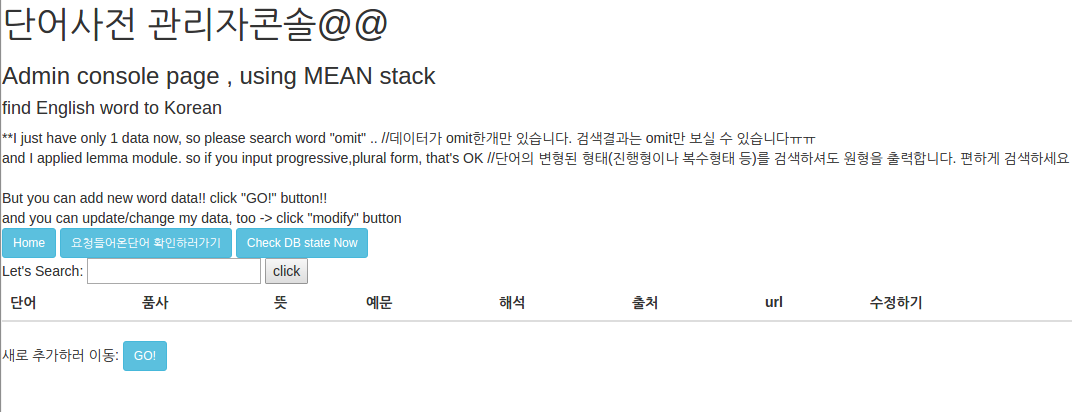 단어사전 관리자콘솔@@
Admin console page , using MEAN stack
find English word to Korean
**I just have only 1 data now, so please search word "omit" .. //데이터가 omit한개만 있습니다. 검색결과는 omit만 보실 수 있습니다ㅠㅠ
and I applied lemma module. so if you input progressive,plural form, that's OK //단어의 변형된 형태(진행형이나 복수형태 등)를 검색하셔도 원형을 출력합니다. 편하게 검색하세요
But you can add new word data!! click "GO!" button!!
and you can update/change my data, too -> click "modify" button
Home 요청들어온단어 확인하러가기 Check DB state Now
Let's Search: click
단어 품사 뜻 예문 해석 출처 url 수정하기
새로 추가하러 이동: GO!